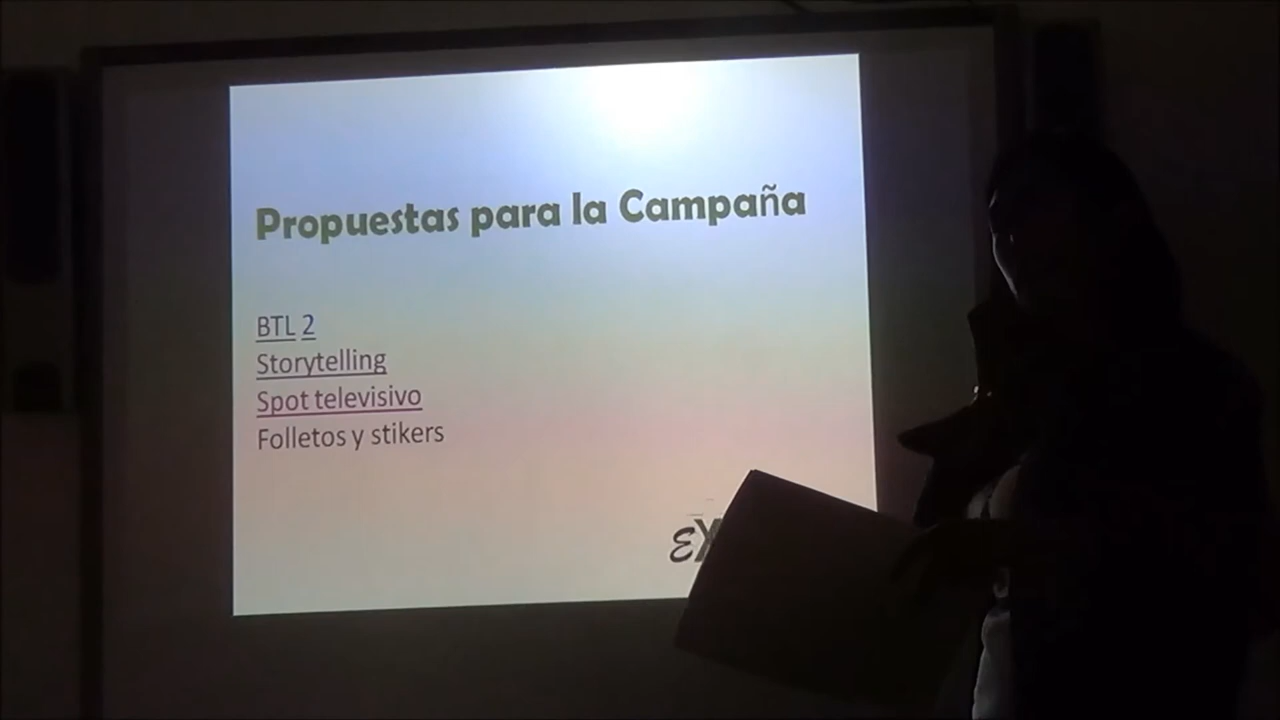 Propuestas para la Campaña
BTL 2
Storytelling
Spot televisivo
Folletos y stikers